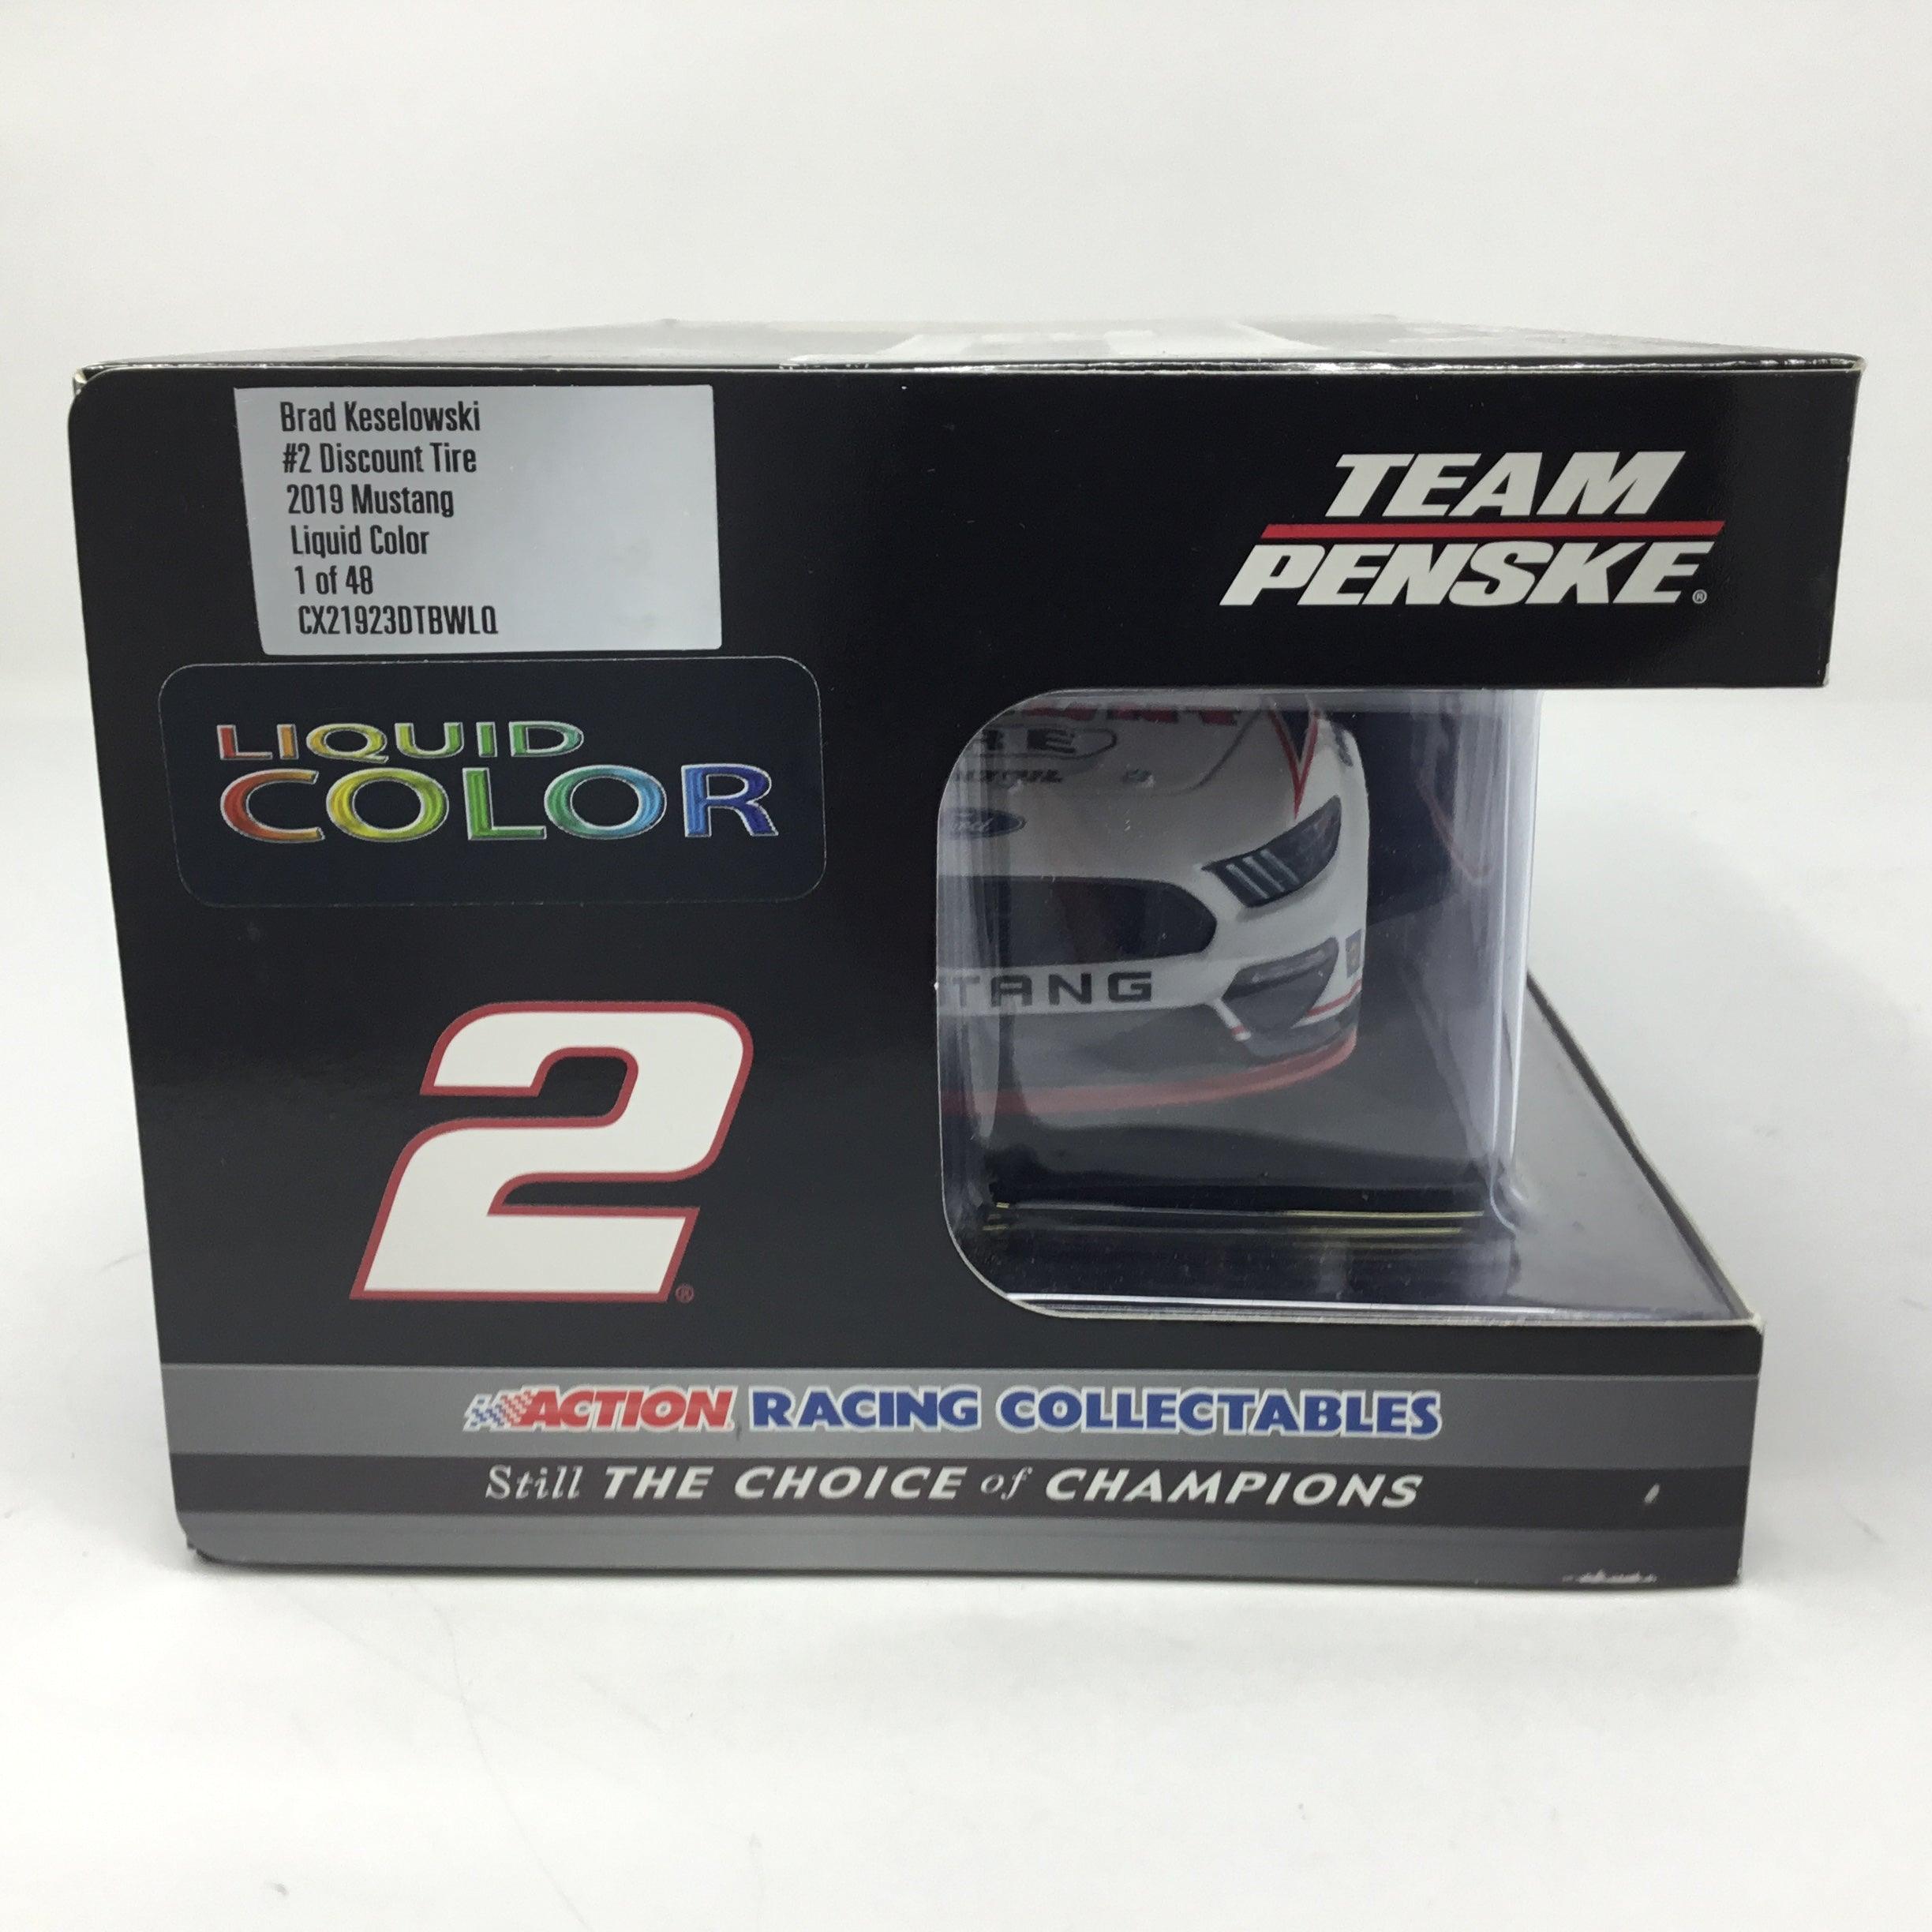 Brad Keselowski
#2 Discount Tire
2019 Mustang
Liquid Color
1 of 48
CX21923DTBWLQ
TEAM
PENSKE®
LIQUID
COLOR
RE
TANG
2®
ACTION RACING COLLECTABLES
Still THE CHOICE of CHAMPIONS